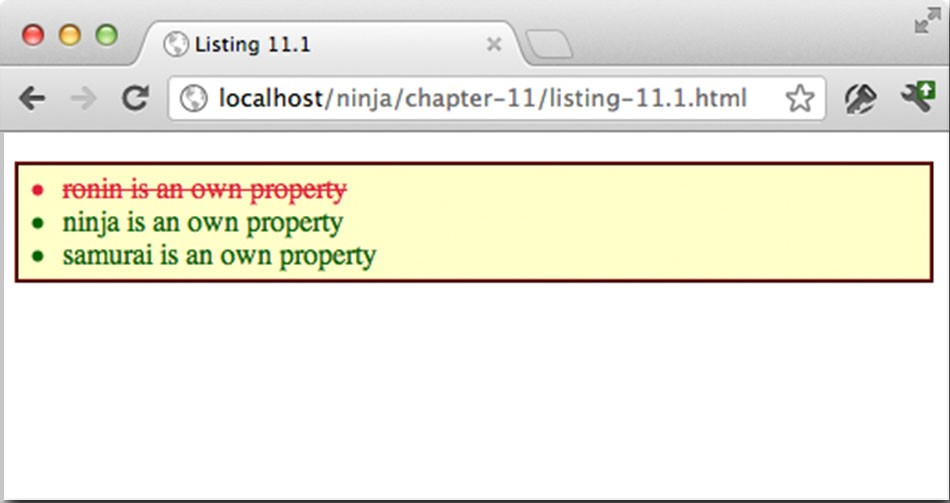 Listing 11.1
localhost/ninja/chapter-11/listing-11.1.html
ronin is an own property
ninja is an own property
samurai is an own property